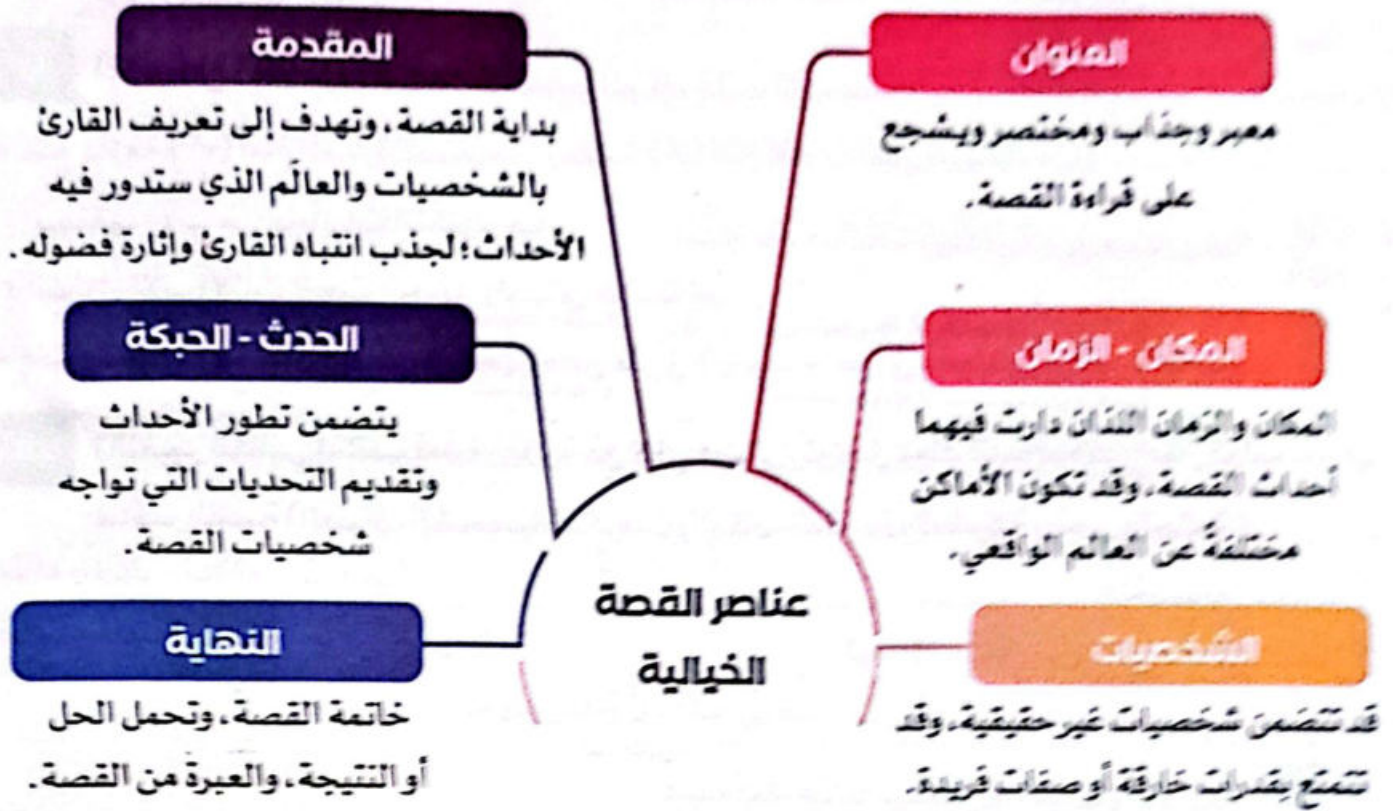 العنوان
معبر وجذاب ومختصر ويشجع
على قراءة القصة.
المكان - الزمان
المكان والزمان اللذان دارت فيهما
أحداث القصة، وقد تكون الأماكن
مختلفةً عن العالم الواقعي.
الشخصيات
قد تتضمن شخصيات غير حقيقية، وقد
تتمتع بقدرات خارقة أو صفات فريدة.
المقدمة
بداية القصة، وتهدف إلى تعريف القارئ
بالشخصيات والعالَم الذي ستدور فيه
الأحداث؛ لجذب انتباه القارئ وإثارة فضوله.
الحدث - الحبكة
يتضمن تطور الأحداث
وتقديم التحديات التي تواجه
شخصيات القصة.
النهاية
خاتمة القصة، وتحمل الحل
أو النتيجة، والعبرة من القصة.
عناصر القصة
الخيالية